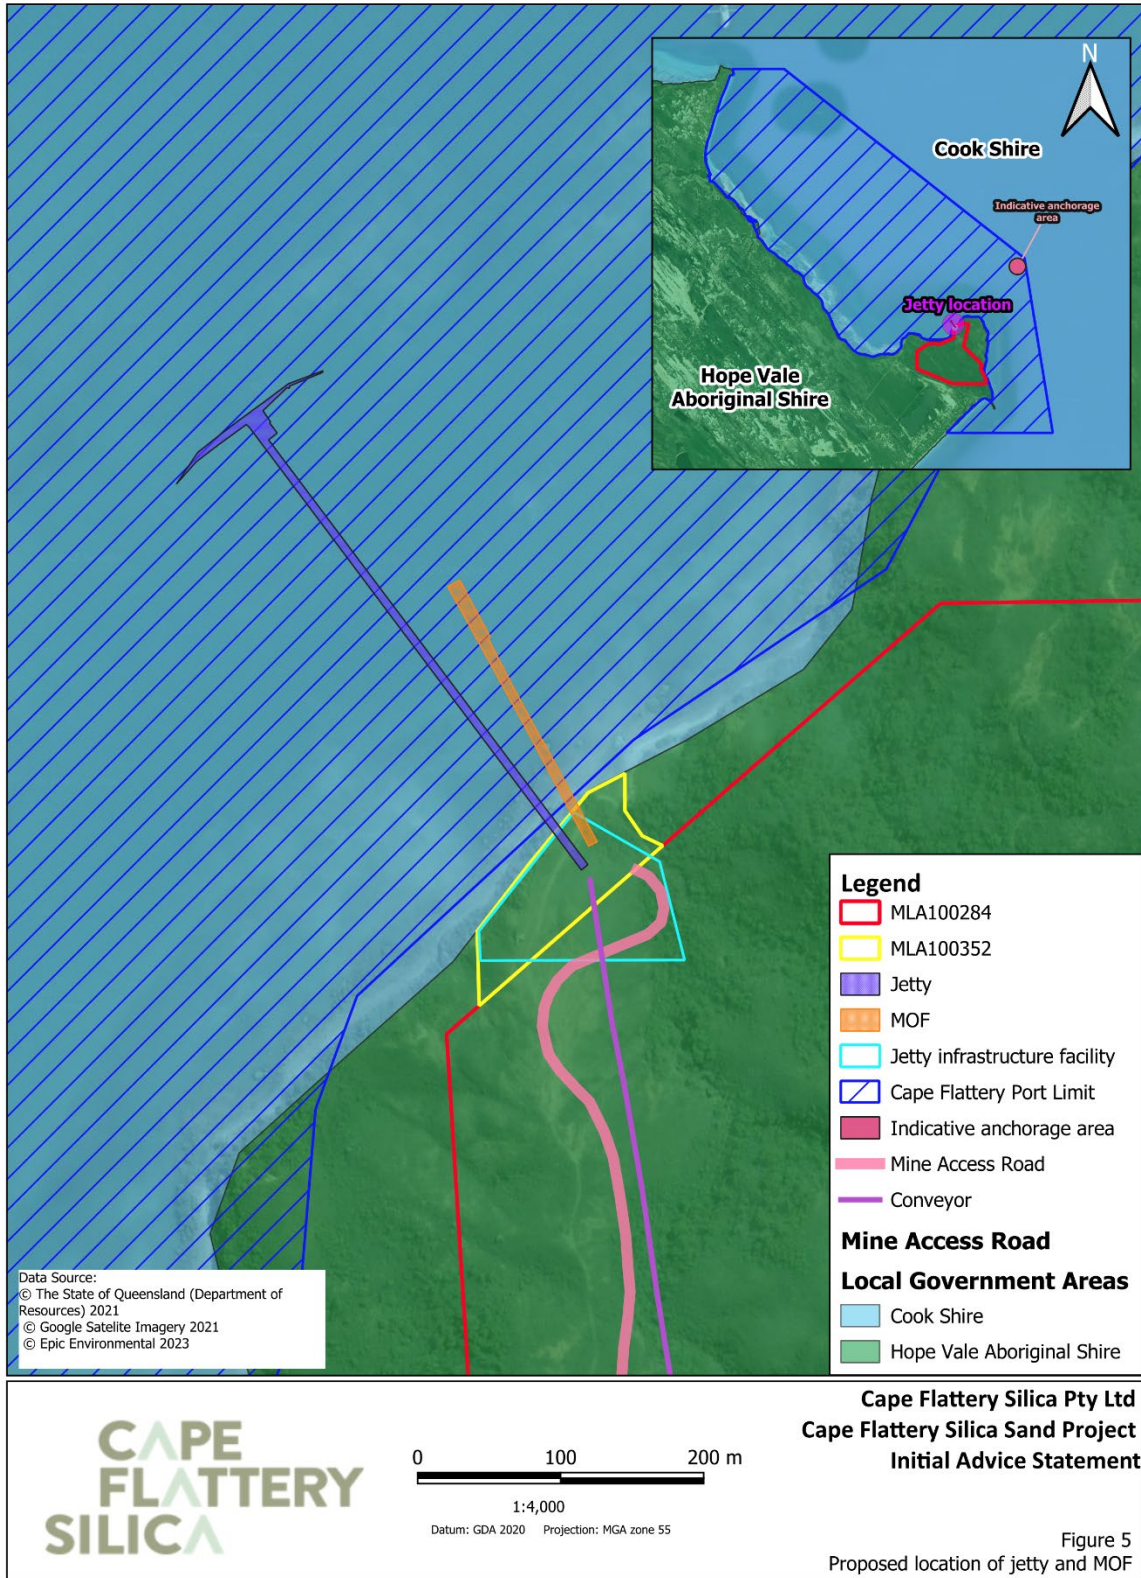 N
Cook Shire
Indicative anchorage
area
Jetty location
Hope Vale
Aboriginal Shire
Legend
MLA100284
MLA100352
Jetty
MOF
Jetty infrastructure facility
Cape Flattery Port Limit
Indicative anchorage area
Mine Access Road
Conveyor
Mine Access Road
Local Government Areas
Cook Shire
Hope Vale Aboriginal Shire
Data Source:
© The State of Queensland (Department of
Resources) 2021
© Google Satelite Imagery 2021
© Epic Environmental 2023
CAPE
FLATTERY
SILICA
0 100 200 m
1:4,000
Datum: GDA 2020 Projection: MGA zone 55
Cape Flattery Silica Pty Ltd
Cape Flattery Silica Sand Project
Initial Advice Statement
Figure 5
Proposed location of jetty and MOF